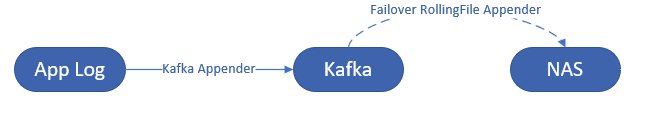 Failover RollingFile Appender
App Log
Kafka Appender
Kafka
NAS